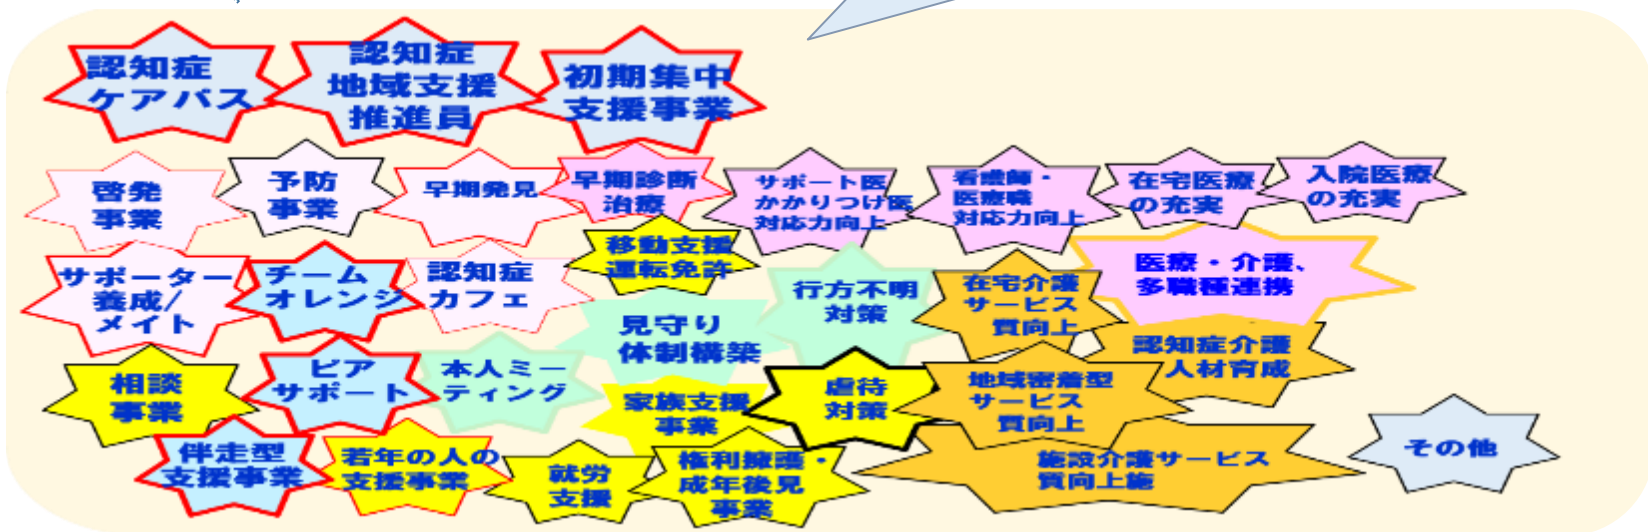 認知症
ケアパス
認知症
地域支援
推進員
初期集中
支援事業
啓発
事業
予防
事業
早期発見
早期診断
治療
サポート医
かかりつけ医
対応力向上
看護師・
医療職
対応力向上
在宅医療
の充実
入院医療
の充実
サポーター
養成/
メイト
チーム
オレンジ
認知症
カフェ
移動支援
運転免許
見守り
体制構築
行方不明
対策
在宅介護
サービス
質向上
医療・介護、
多職種連携
認知症介護
人材育成
相談
事業
ピア
サポート
本人ミー
ティング
家族支援
事業
虐待
対策
地域密着型
サービス
質向上
伴走型
支援事業
若年の人の
支援事業
就労
支援
権利擁護・
成年後見
事業
施設介護サービス
質向上施
その他